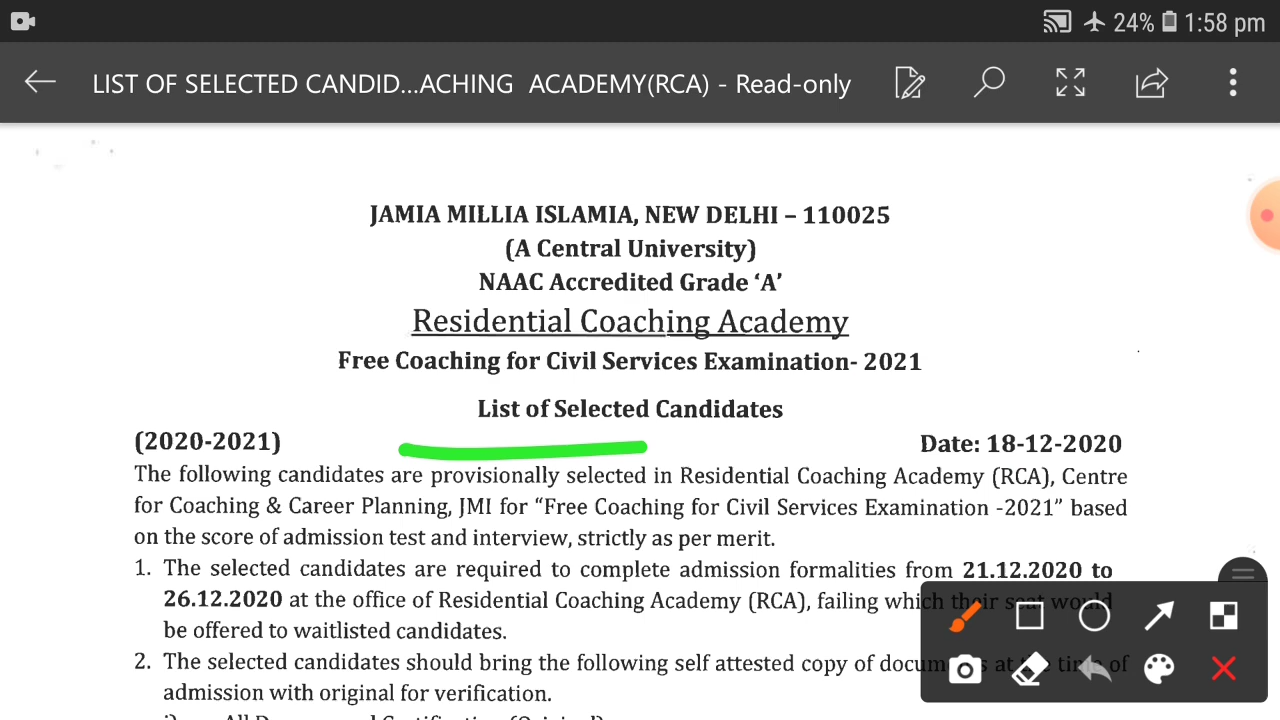 24% 1:58 pm
LIST OF SELECTED CANDID...ACHING ACADEMY(RCA) - Read-only
JAMIA MILLIA ISLAMIA, NEW DELHI – 110025
(A Central University)
NAAC Accredited Grade ‘A’
Residential Coaching Academy
Free Coaching for Civil Services Examination- 2021
List of Selected Candidates
(2020-2021) Date: 18-12-2020
The following candidates are provisionally selected in Residential Coaching Academy (RCA), Centre
for Coaching & Career Planning, JMI for “Free Coaching for Civil Services Examination -2021” based
on the score of admission test and interview, strictly as per merit.
1. The selected candidates are required to complete admission formalities from 21.12.2020 to
26.12.2020 at the office of Residential Coaching Academy (RCA), failing which their seat would
be offered to waitlisted candidates.
2. The selected candidates should bring the following self attested copy of docum s at the time of
admission with original for verification.